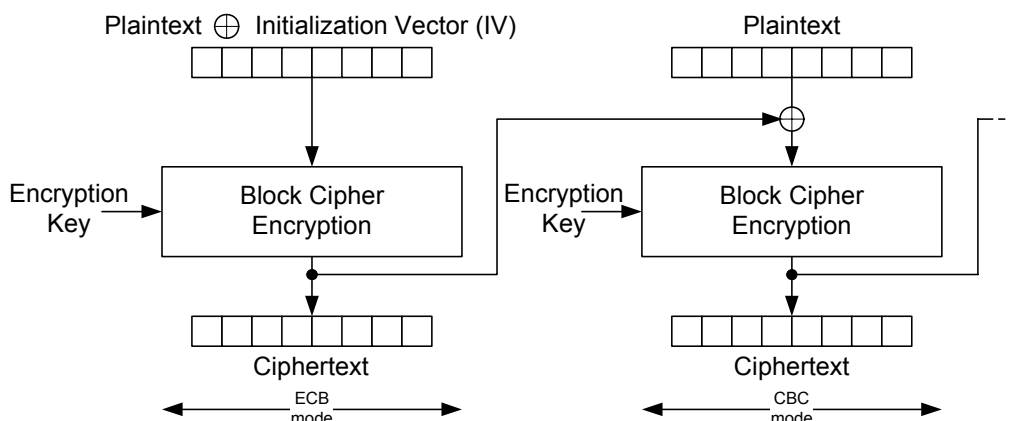 Plaintext ⊕ Initialization Vector (IV)
Plaintext
Encryption
Key
Block Cipher
Encryption
Encryption
Key
Block Cipher
Encryption
Ciphertext
Ciphertext
ECB
mode
CBC
mode